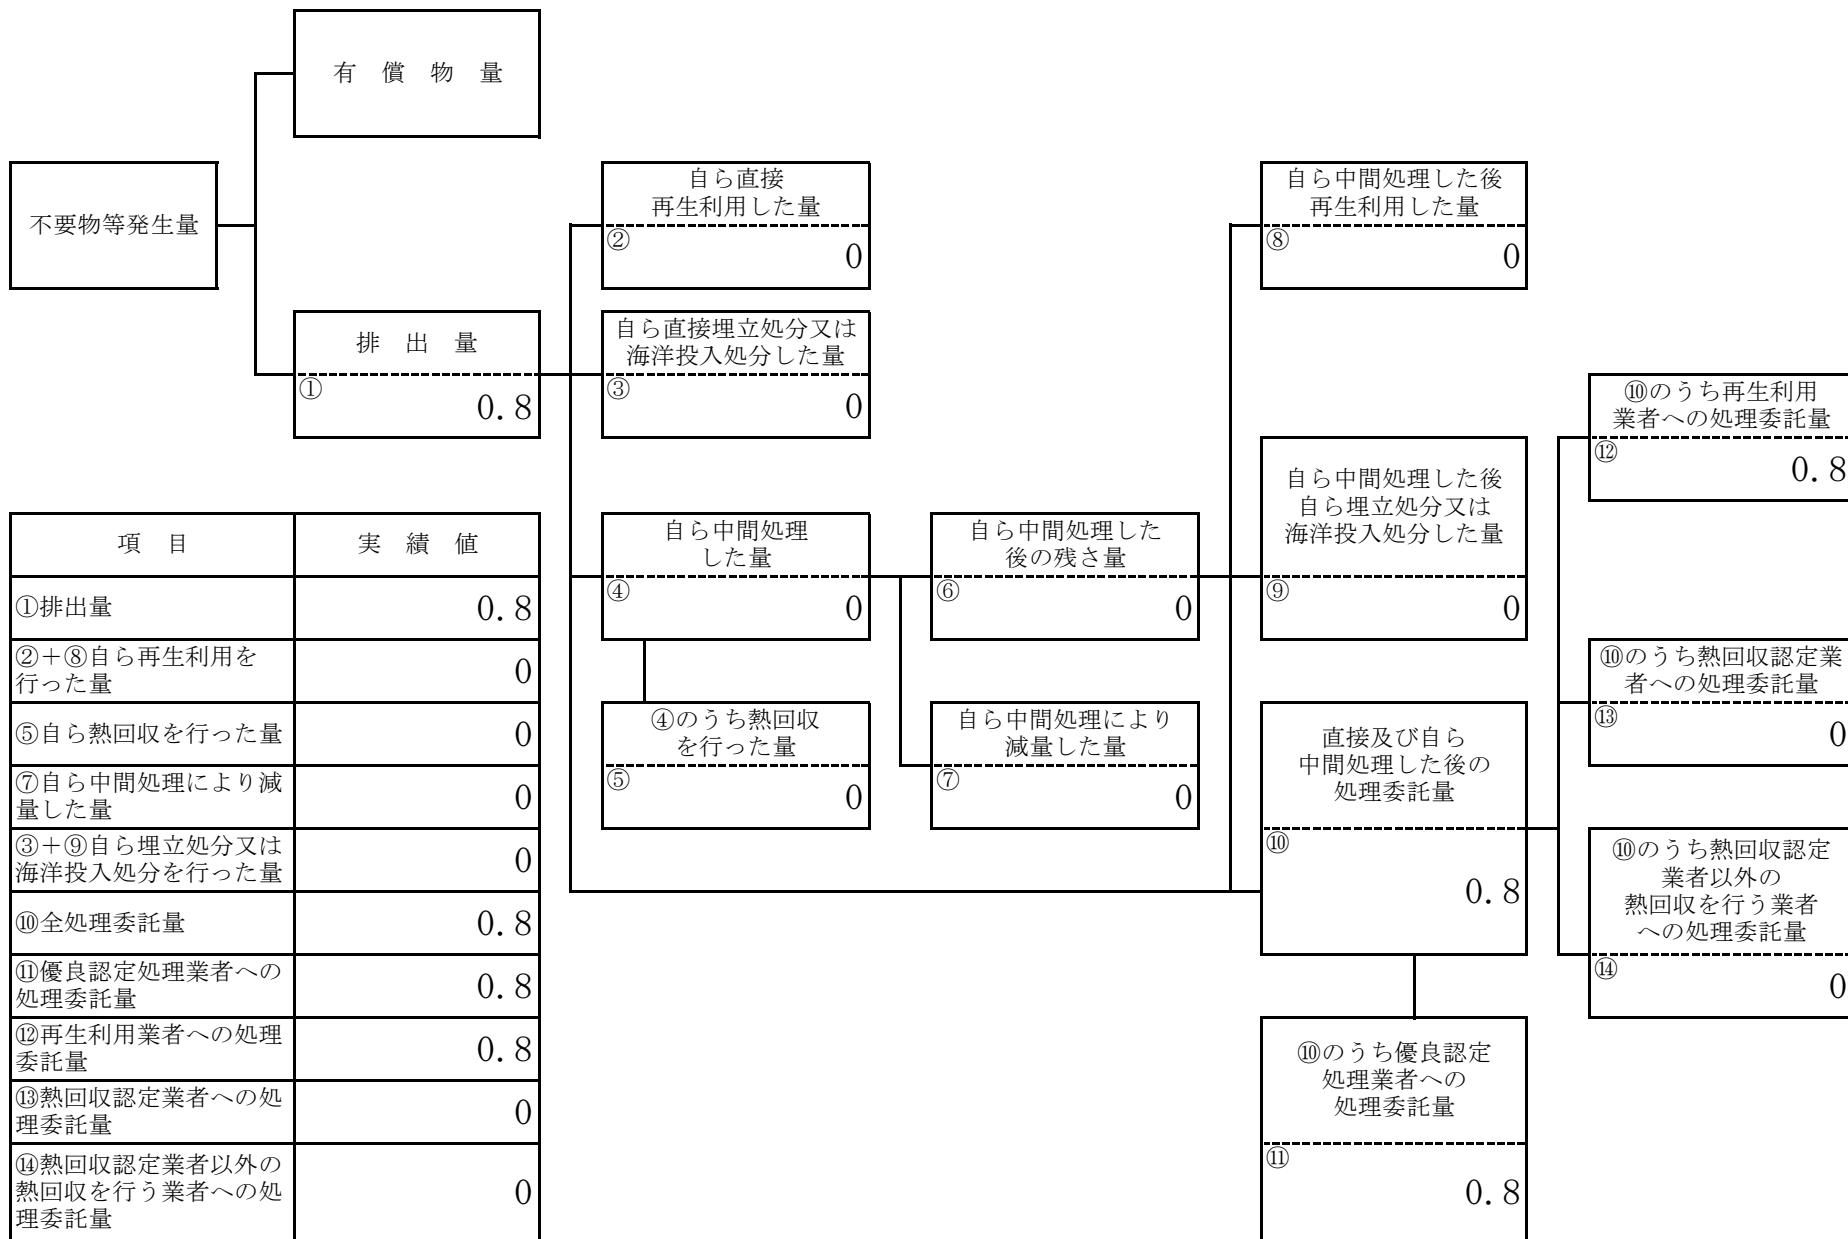 有　償　物　量
不要物等発生量
排　出　量
①
0.8
自ら直接
再生利用した量
②
0
自ら直接埋立処分又は
海洋投入処分した量
③
0
自ら中間処理
した量
④
0
④のうち熱回収
を行った量
⑤
0
自ら中間処理した
後の残さ量
⑥
0
自ら中間処理により
減量した量
⑦
0
自ら中間処理した後
再生利用した量
⑧
0
自ら中間処理した後
自ら埋立処分又は
海洋投入処分した量
⑨
0
直接及び自ら
中間処理した後の
処理委託量
⑩
0.8
⑩のうち優良認定
処理業者への
処理委託量
⑪
0.8
⑩のうち再生利用
業者への処理委託量
⑫
0.8
⑩のうち熱回収認定業
者への処理委託量
⑬
0
⑩のうち熱回収認定
業者以外の
熱回収を行う業者
への処理委託量
⑭
0
項　目　実　績　値
①排出量　0.8
②＋⑧自ら再生利用を
行った量　0
⑤自ら熱回収を行った量　0
⑦自ら中間処理により減
量した量　0
③＋⑨自ら埋立処分又は
海洋投入処分を行った量　0
⑩全処理委託量　0.8
⑪優良認定処理業者への
処理委託量　0.8
⑫再生利用業者への処理
委託量　0.8
⑬熱回収認定業者への処
理委託量　0
⑭熱回収認定業者以外の
熱回収を行う業者への処
理委託量　0